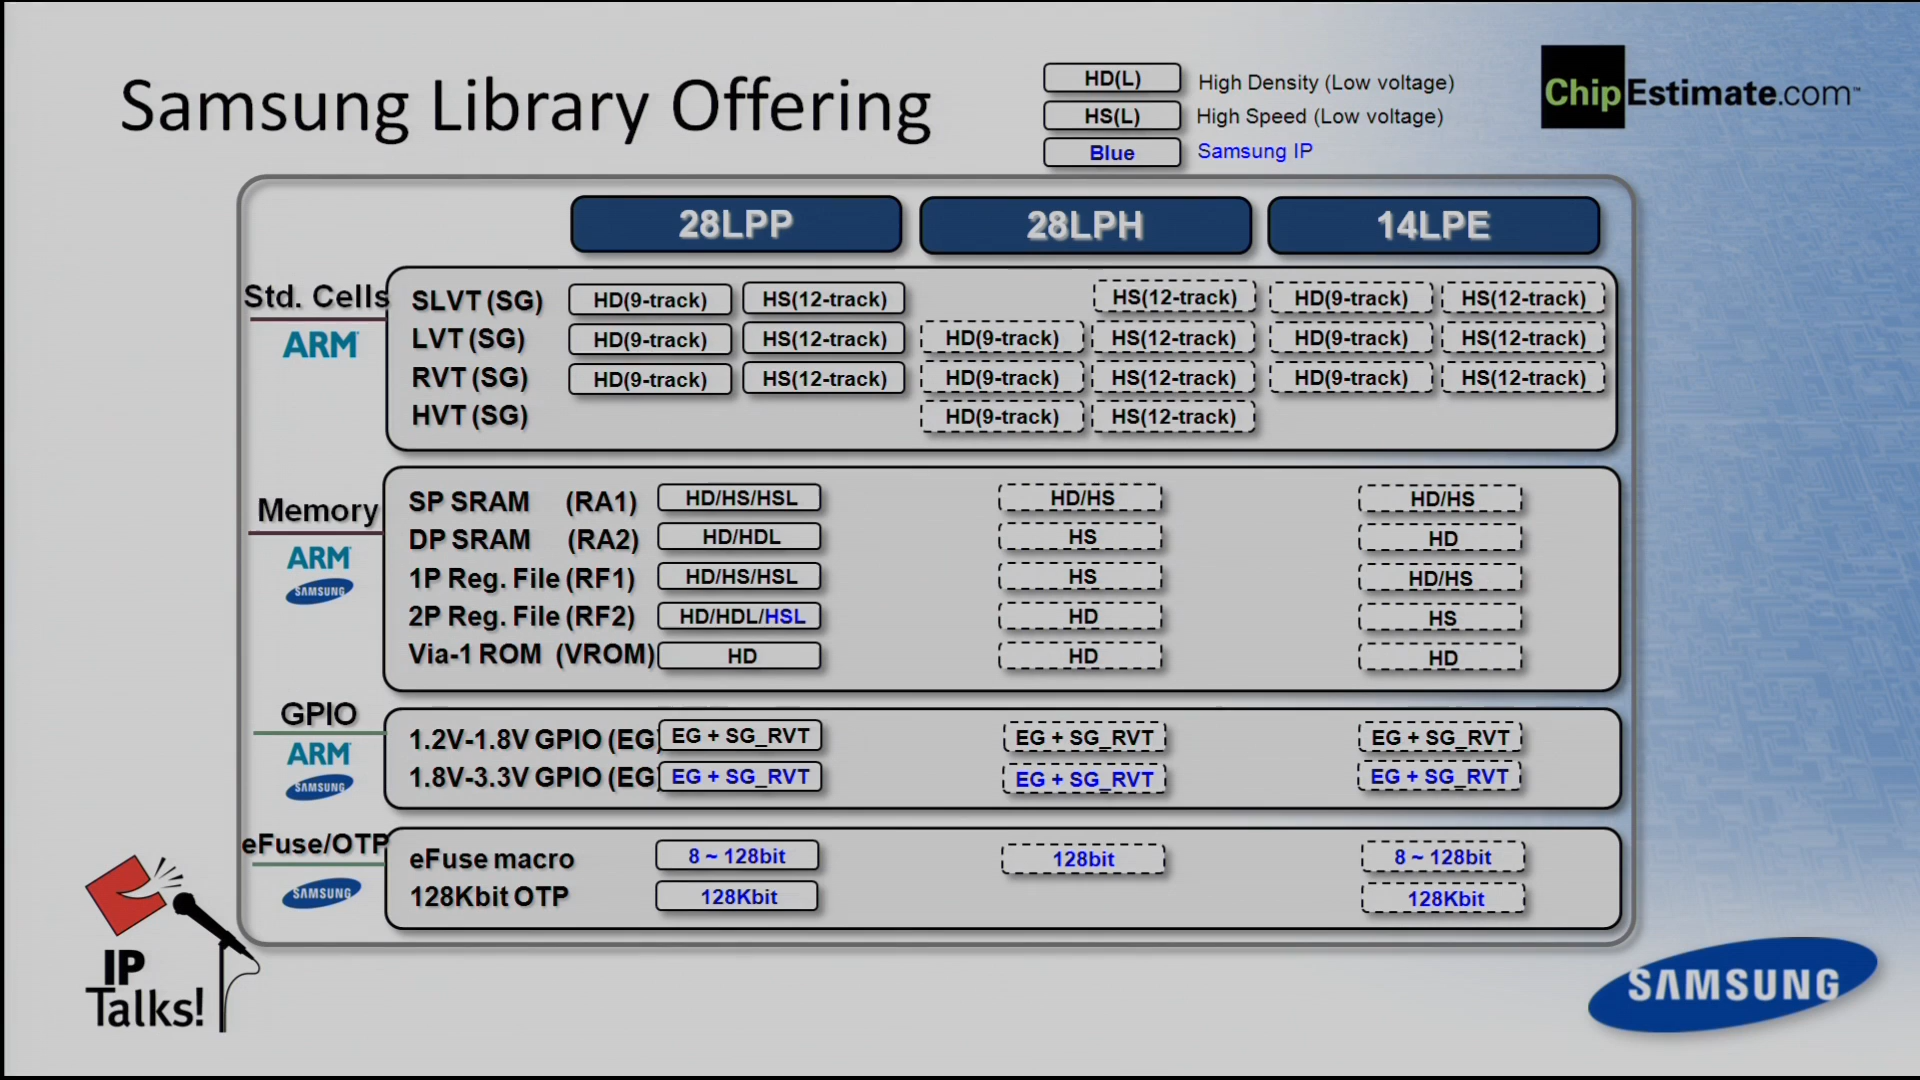 Samsung Library Offering
HD(L) High Density (Low voltage)
HS(L) High Speed (Low voltage)
Blue Samsung IP
ChipEstimate.com™
28LPP 28LPH 14LPE
Std. Cells
ARM
SLVT (SG) HD(9-track) HS(12-track) HS(12-track) HD(9-track) HS(12-track)
LVT (SG) HD(9-track) HS(12-track) HD(9-track) HS(12-track) HD(9-track) HS(12-track)
RVT (SG) HD(9-track) HS(12-track) HD(9-track) HS(12-track) HD(9-track) HS(12-track)
HVT (SG) HD(9-track) HS(12-track)
Memory
ARM
SAMSUNG
SP SRAM (RA1) HD/HS/HSL HD/HS HD/HS
DP SRAM (RA2) HD/HDL HS HD
1P Reg. File (RF1) HD/HS/HSL HS HD/HS
2P Reg. File (RF2) HD/HDL/HSL HD HS
Via-1 ROM (VROM) HD HD HD
GPIO
ARM
SAMSUNG
1.2V-1.8V GPIO (EG) EG + SG_RVT EG + SG_RVT EG + SG_RVT
1.8V-3.3V GPIO (EG) EG + SG_RVT EG + SG_RVT EG + SG_RVT
eFuse/OTP
SAMSUNG
eFuse macro 8 ~ 128bit 128bit 8 ~ 128bit
128Kbit OTP 128Kbit 128Kbit
IP
Talks!
SAMSUNG